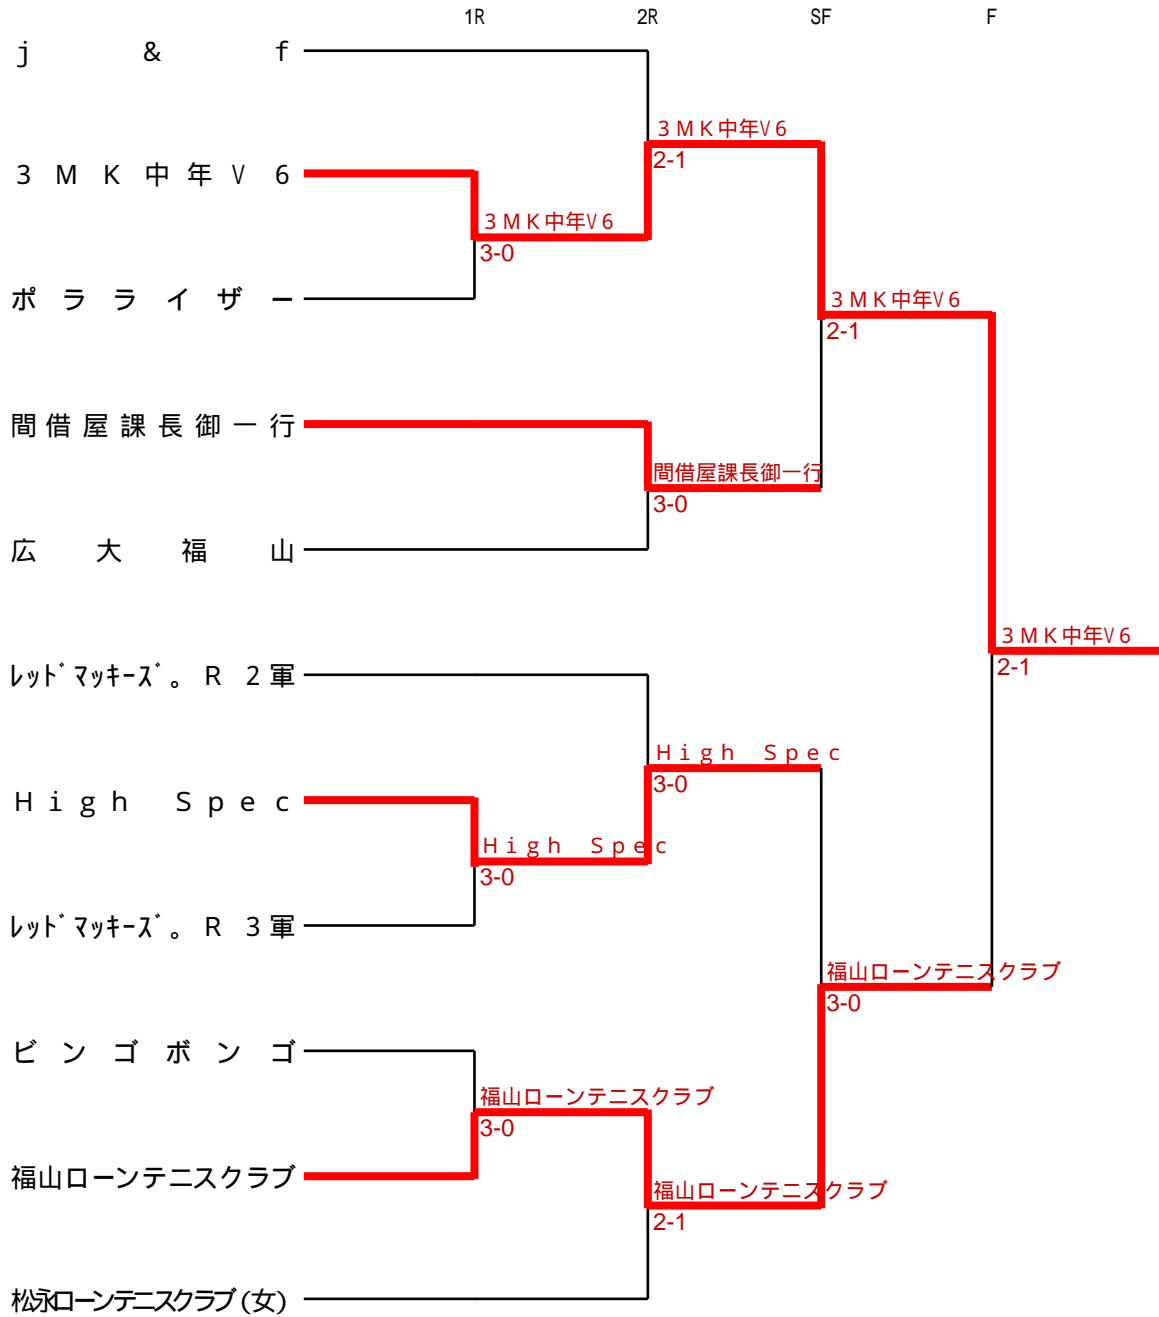 1R 2R SF F
j & f
３ＭＫ中年Ｖ６
2-1
３ＭＫ中年Ｖ６
３ＭＫ中年Ｖ６
3-0
ポラライザー
３ＭＫ中年Ｖ６
2-1
間借屋課長御一行
間借屋課長御一行
3-0
広大福山
３ＭＫ中年Ｖ６
2-1
ﾚｯﾄﾞﾏｯｷｰｽﾞ。Ｒ２軍
Ｈｉｇｈ Ｓｐｅｃ
3-0
Ｈｉｇｈ Ｓｐｅｃ
Ｈｉｇｈ Ｓｐｅｃ
3-0
ﾚｯﾄﾞﾏｯｷｰｽﾞ。Ｒ３軍
福山ローンテニスクラブ
3-0
ビンゴボンゴ
福山ローンテニスクラブ
3-0
福山ローンテニスクラブ
福山ローンテニスクラブ
2-1
松永ローンテニスクラブ(女)